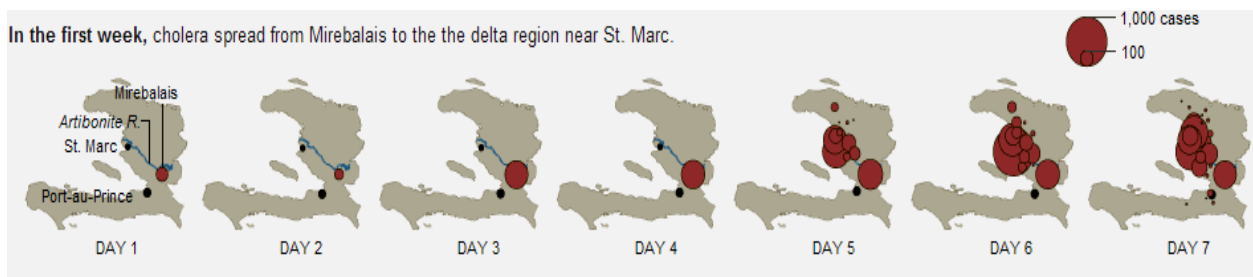 In the first week, cholera spread from Mirebalais to the the delta region near St. Marc.
1,000 cases
100
Mirebalais
Artibonite R.
St. Marc
Port-au-Prince
DAY 1
DAY 2
DAY 3
DAY 4
DAY 5
DAY 6
DAY 7